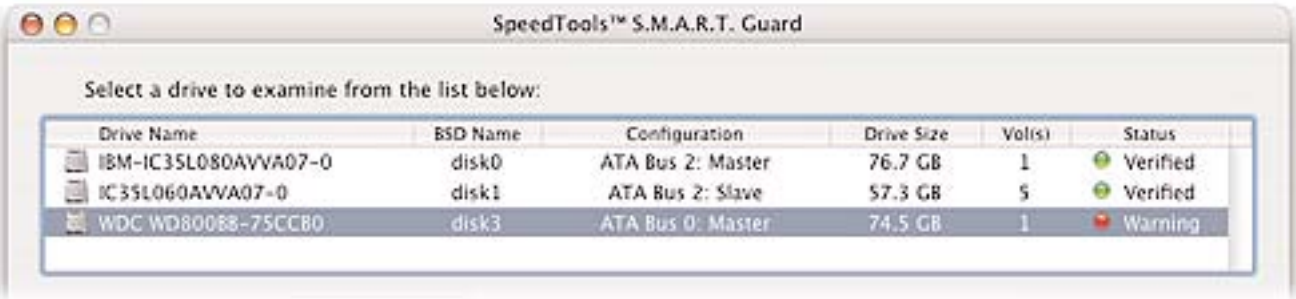 SpeedTools™ S.M.A.R.T. Guard
Select a drive to examine from the list below:
Drive Name BSD Name Configuration Drive Size Vol(s) Status
IBM-IC35L080AVVA07-0 disk0 ATA Bus 2: Master 76.7 GB 1 Verified
IC35L060AVVA07-0 disk1 ATA Bus 2: Slave 57.3 GB 5 Verified
WDC WD800BB-75CCB0 disk3 ATA Bus 0: Master 74.5 GB 1 Warning